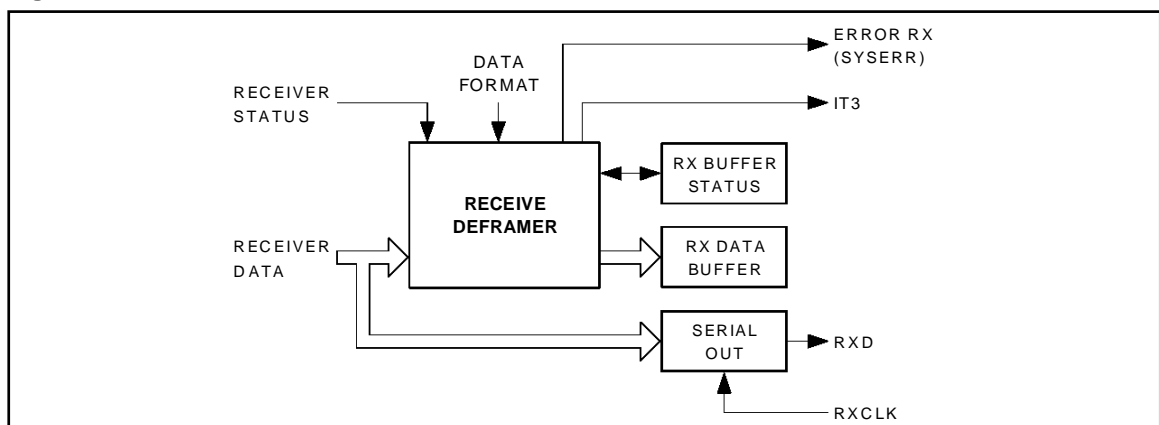 ERROR RX
(SYSERR)
DATA
FORMAT
RECEIVER
STATUS
IT3
RX BUFFER
STATUS
RECEIVE
DEFRAMER
RECEIVER
DATA
RX DATA
BUFFER
SERIAL
OUT
RXD
RXCLK